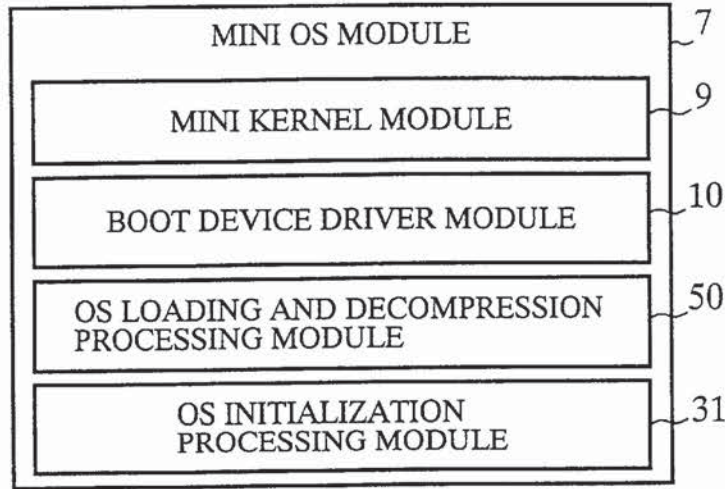 MINI OS MODULE
7
MINI KERNEL MODULE
9
BOOT DEVICE DRIVER MODULE
10
OS LOADING AND DECOMPRESSION
PROCESSING MODULE
50
OS INITIALIZATION
PROCESSING MODULE
31